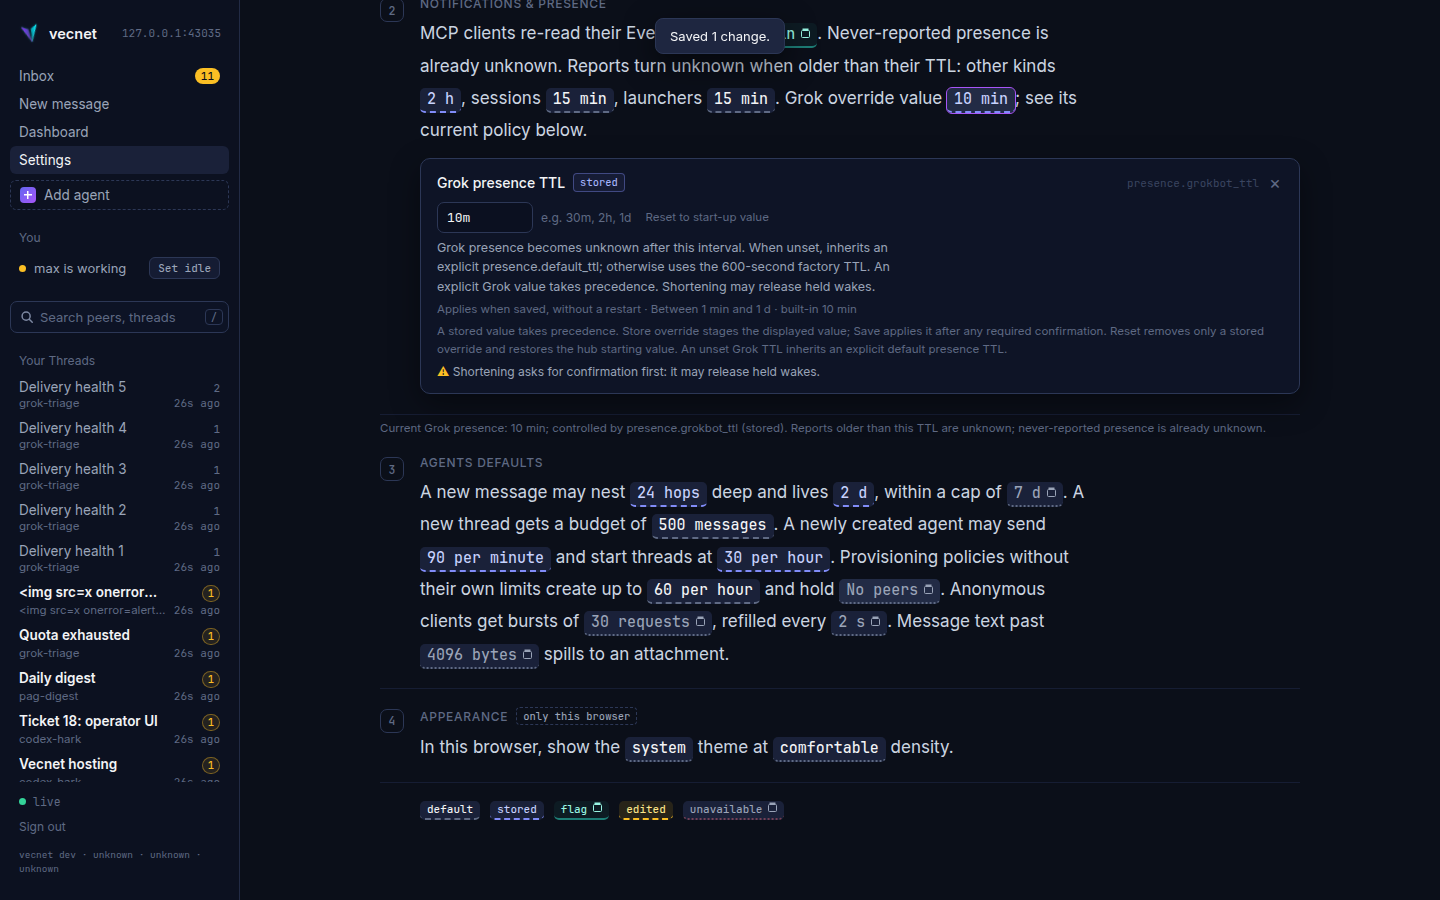 vecnet
127.0.0.1:43035
Inbox
11
New message
Dashboard
Settings
+ Add agent
You
max is working
Set idle
Search peers, threads
/
Your Threads
Delivery health 5
2
grok-triage
26s ago
Delivery health 4
1
grok-triage
26s ago
Delivery health 3
1
grok-triage
26s ago
Delivery health 2
1
grok-triage
26s ago
Delivery health 1
1
grok-triage
26s ago
<img src=x onerror...
1
<img src=x onerror=alert...
26s ago
Quota exhausted
1
grok-triage
26s ago
Daily digest
1
pag-digest
26s ago
Ticket 18: operator UI
1
codex-hark
26s ago
Vecnet hosting
1
codex-hark
26s ago
live
Sign out
vecnet dev · unknown · unknown ·
unknown
2
NOTIFICATIONS & PRESENCE
MCP clients re-read their Eve
n . Never-reported presence is
Saved 1 change.
already unknown. Reports turn unknown when older than their TTL: other kinds
2 h, sessions 15 min, launchers 15 min. Grok override value 10 min; see its
current policy below.
Grok presence TTL
stored
presence.grokbot_ttl ×
10m
e.g. 30m, 2h, 1d
Reset to start-up value
Grok presence becomes unknown after this interval. When unset, inherits an
explicit presence.default_ttl; otherwise uses the 600-second factory TTL. An
explicit Grok value takes precedence. Shortening may release held wakes.
Applies when saved, without a restart · Between 1 min and 1 d · built-in 10 min
A stored value takes precedence. Store override stages the displayed value; Save applies it after any required confirmation. Reset removes only a stored
override and restores the hub starting value. An unset Grok TTL inherits an explicit default presence TTL.
⚠ Shortening asks for confirmation first: it may release held wakes.
Current Grok presence: 10 min; controlled by presence.grokbot_ttl (stored). Reports older than this TTL are unknown; never-reported presence is already unknown.
3
AGENTS DEFAULTS
A new message may nest 24 hops deep and lives 2 d, within a cap of 7 d. A
new thread gets a budget of 500 messages. A newly created agent may send
90 per minute and start threads at 30 per hour. Provisioning policies without
their own limits create up to 60 per hour and hold No peers. Anonymous
clients get bursts of 30 requests, refilled every 2 s. Message text past
4096 bytes spills to an attachment.
4
APPEARANCE
only this browser
In this browser, show the system theme at comfortable density.
default
stored
flag
edited
unavailable